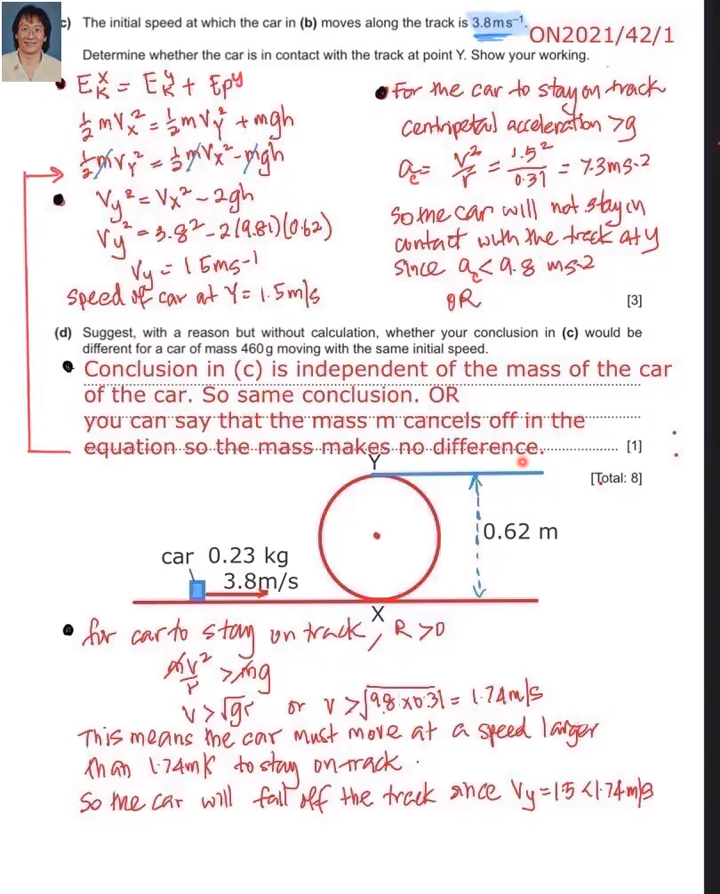 c) The initial speed at which the car in (b) moves along the track is 3.8 m s⁻¹.
ON2021/42/1
Determine whether the car is in contact with the track at point Y. Show your working.
• E_K^x = E_K^y + Ep^y
½mVx² = ½mVy² + mgh
½mVy² = ½mVx² - mgh
• Vy² = Vx² - 2gh
Vy² = 3.8² - 2(9.81)(0.62)
Vy = 1.5ms-1
speed of car at Y = 1.5m/s
• For the car to stay on track
centripetal acceleration > g
a_c = v²/r = 1.5²/0.31 = 7.3ms-2
So the car will not stay in
contact with the track at Y
since a_c < 9.8 ms-2
OR
[3]
(d) Suggest, with a reason but without calculation, whether your conclusion in (c) would be
different for a car of mass 460 g moving with the same initial speed.
• Conclusion in (c) is independent of the mass of the car
of the car. So same conclusion. OR
you can say that the mass m cancels off in the
equation so the mass makes no difference. [1]
[Total: 8]
Y
0.62 m
car 0.23 kg
3.8m/s
X
• for car to stay on track, R > 0
mv²/r > mg
v > √gr or v > √9.8 x 0.31 = 1.74m/s
This means the car must move at a speed larger
than 1.74m/s to stay on track.
So the car will fall off the track since Vy = 1.5 < 1.74m/s